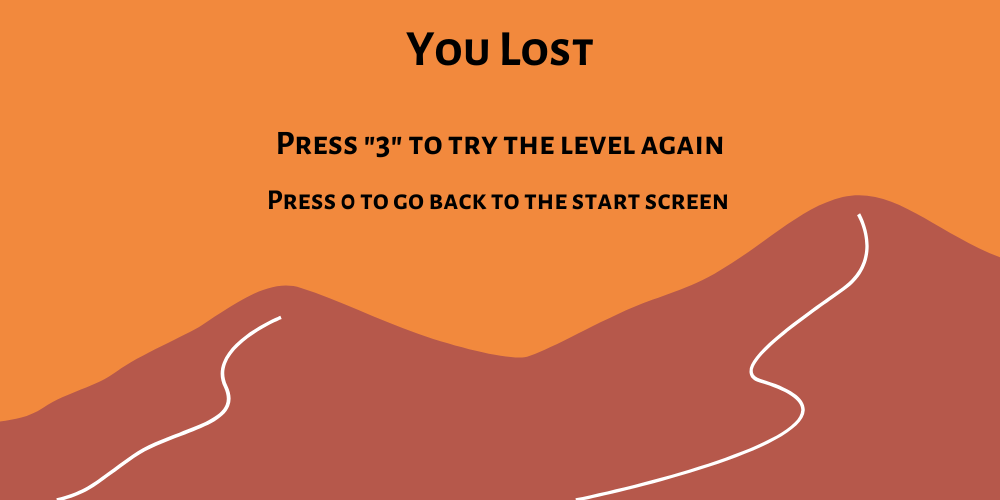 You Lost
Press "3" to try the level again
Press 0 to go back to the start screen